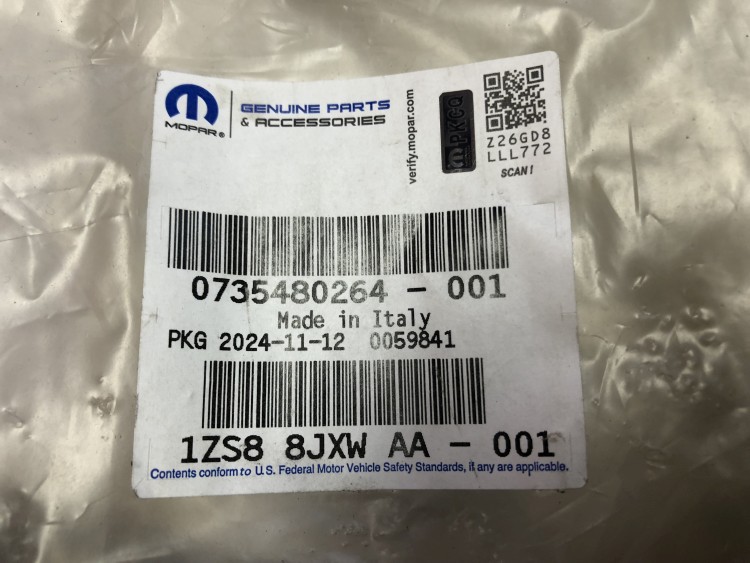 MOPAR®
GENUINE PARTS
& ACCESSORIES
verify.mopar.com
Z26GD8
LLL772
SCAN!
0735480264 - 001
Made in Italy
PKG 2024-11-12 0059841
1ZS8 8JXW AA - 001
Contents conform to U.S. Federal Motor Vehicle Safety Standards, if any are applicable.